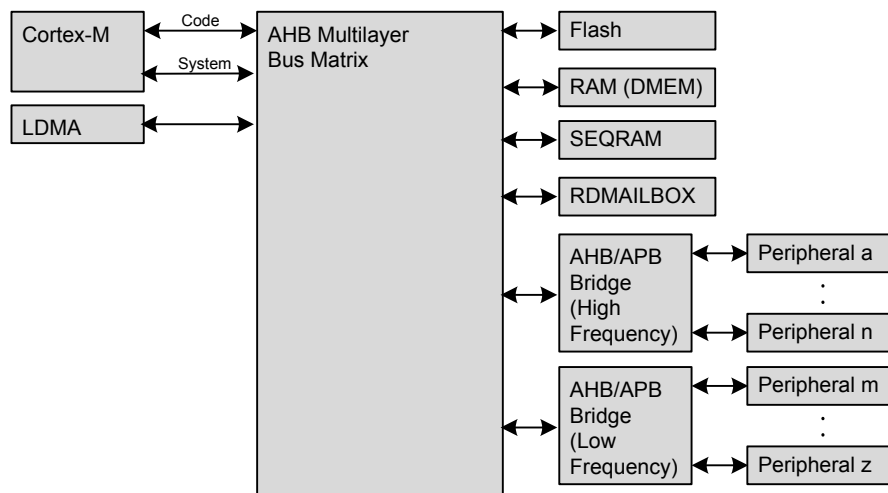 Cortex-M
Code
System
LDMA
AHB Multilayer
Bus Matrix
Flash
RAM (DMEM)
SEQRAM
RDMAILBOX
AHB/APB
Bridge
(High
Frequency)
Peripheral a
:
Peripheral n
AHB/APB
Bridge
(Low
Frequency)
Peripheral m
:
Peripheral z